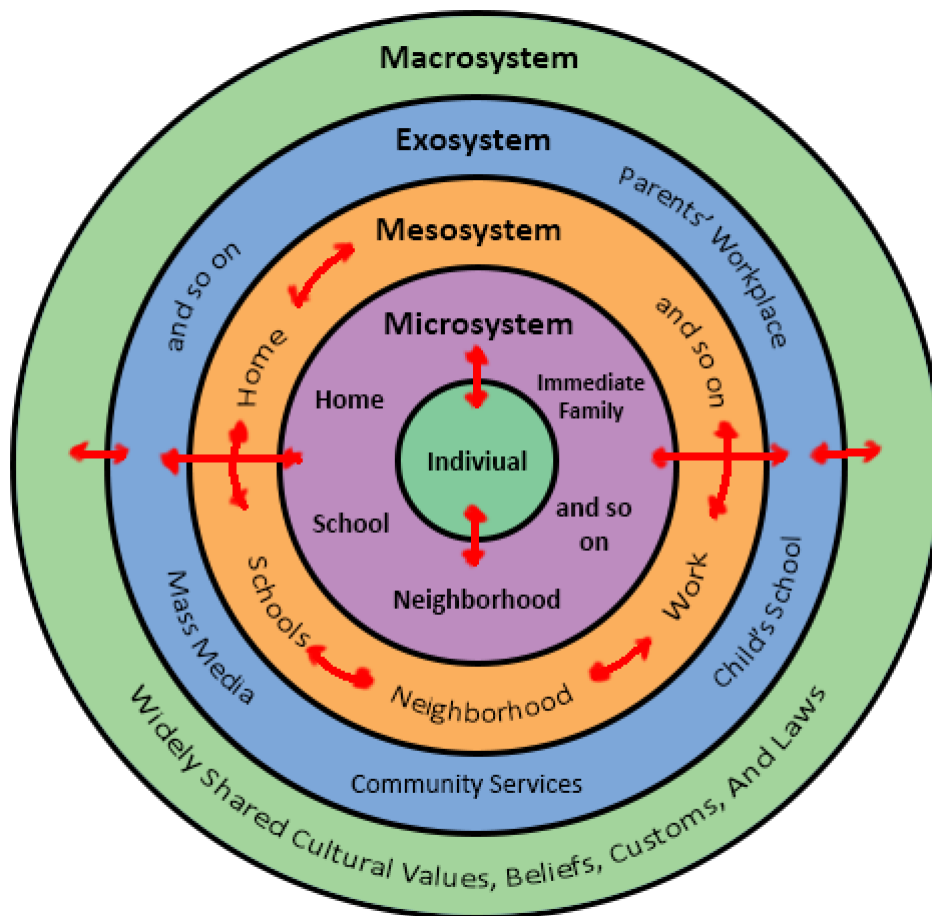 Macrosystem
Exosystem
Parents' Workplace
and so on
Mesosystem
Home
and so on
Microsystem
Home
Immediate
Family
Indiviual
School
and so
on
Neighborhood
Schools
Work
Neighborhood
Mass Media
Child's School
Community Services
Widely Shared Cultural Values, Beliefs, Customs, And Laws